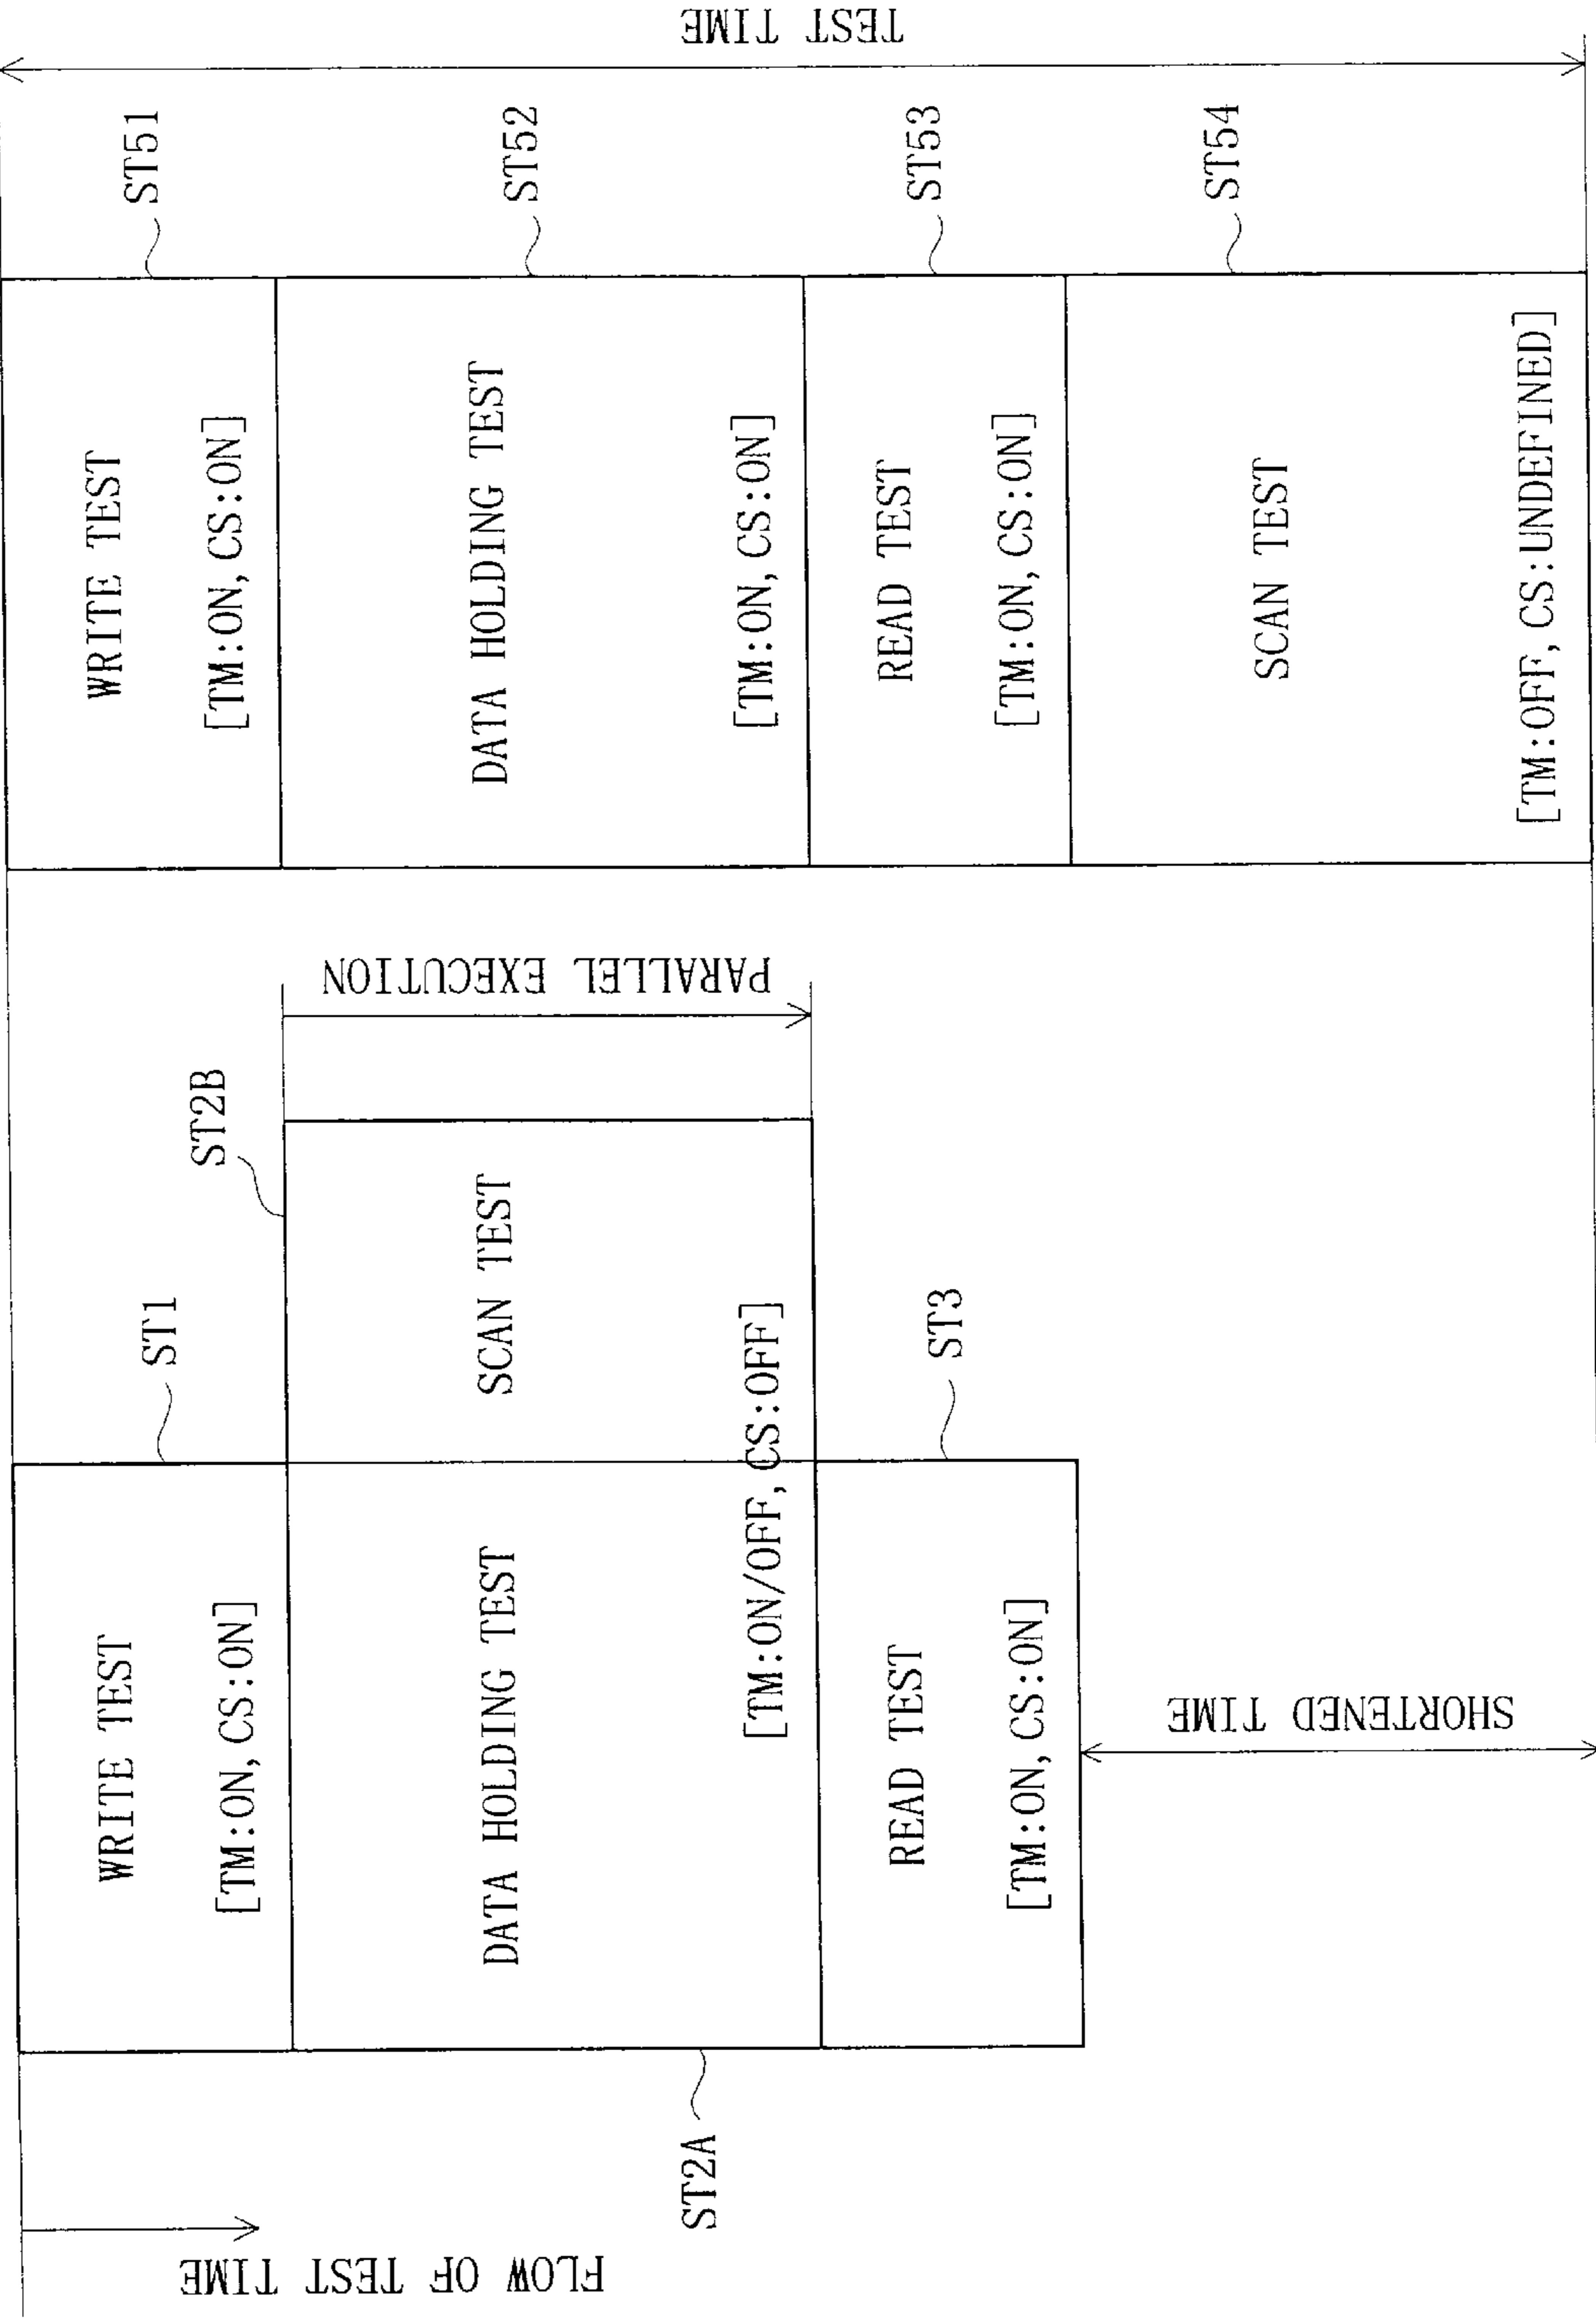 FLOW OF TEST TIME
WRITE TEST
[TM:ON,CS:ON]
ST1
DATA HOLDING TEST
SCAN TEST
[TM:ON/OFF,CS:OFF]
ST2A
ST2B
PARALLEL EXECUTION
READ TEST
[TM:ON,CS:ON]
ST3
SHORTENED TIME
WRITE TEST
[TM:ON,CS:ON]
ST51
DATA HOLDING TEST
[TM:ON,CS:ON]
ST52
READ TEST
[TM:ON,CS:ON]
ST53
SCAN TEST
[TM:OFF,CS:UNDEFINED]
ST54
TEST TIME